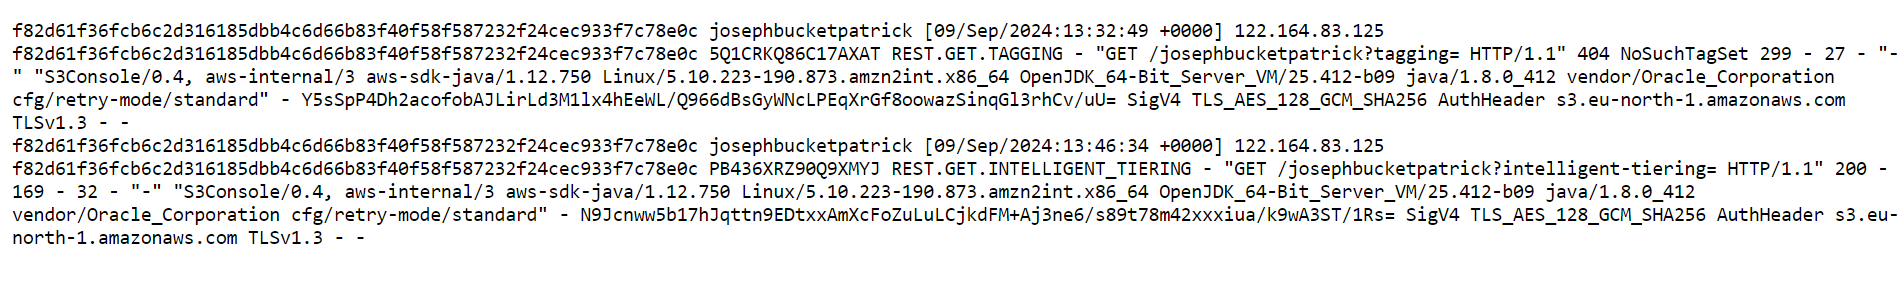 f82d61f36fcb6c2d316185dbb4c6d66b83f40f58f587232f24cec933f7c78e0c josephbucketpatrick [09/Sep/2024:13:32:49 +0000] 122.164.83.125
f82d61f36fcb6c2d316185dbb4c6d66b83f40f58f587232f24cec933f7c78e0c 5Q1CRKQ86C17AXAT REST.GET.TAGGING - "GET /josephbucketpatrick?tagging= HTTP/1.1" 404 NoSuchTagSet 299 - 27 - "-
" "S3Console/0.4, aws-internal/3 aws-sdk-java/1.12.750 Linux/5.10.223-190.873.amzn2int.x86_64 OpenJDK_64-Bit_Server_VM/25.412-b09 java/1.8.0_412 vendor/Oracle_Corporation
cfg/retry-mode/standard" - Y5sSpP4Dh2acofobAJLirLd3M1lx4hEeWL/Q966dBsGyWNcLPEqXrGf8oowazSinqGl3rhCv/uU= SigV4 TLS_AES_128_GCM_SHA256 AuthHeader s3.eu-north-1.amazonaws.com
TLSv1.3 - -
f82d61f36fcb6c2d316185dbb4c6d66b83f40f58f587232f24cec933f7c78e0c josephbucketpatrick [09/Sep/2024:13:46:34 +0000] 122.164.83.125
f82d61f36fcb6c2d316185dbb4c6d66b83f40f58f587232f24cec933f7c78e0c PB436XRZ90Q9XMYJ REST.GET.INTELLIGENT_TIERING - "GET /josephbucketpatrick?intelligent-tiering= HTTP/1.1" 200 -
169 - 32 - "-" "S3Console/0.4, aws-internal/3 aws-sdk-java/1.12.750 Linux/5.10.223-190.873.amzn2int.x86_64 OpenJDK_64-Bit_Server_VM/25.412-b09 java/1.8.0_412
vendor/Oracle_Corporation cfg/retry-mode/standard" - N9Jcnww5b17hJqttn9EDtxxAmXcFoZuLuLCjkdFM+Aj3ne6/s89t78m42xxxiua/k9wA3ST/1Rs= SigV4 TLS_AES_128_GCM_SHA256 AuthHeader s3.eu-
north-1.amazonaws.com TLSv1.3 - -